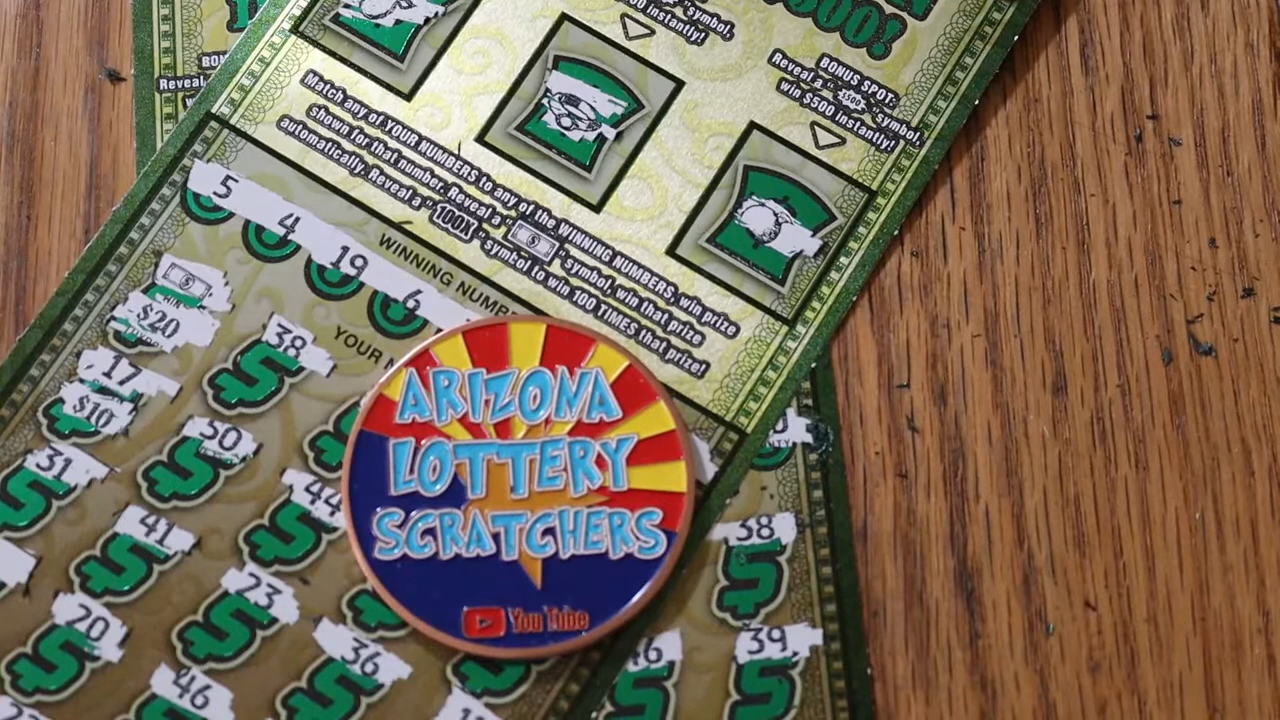 "symbol,
instantly!
$500!
BONUS SPOT:
Reveal a "$500" symbol,
win $500 instantly!
Reveal
Match any of YOUR NUMBERS to any of the WINNING NUMBERS, win prize
shown for that number. Reveal a " $ " symbol, win that prize
automatically. Reveal a "100X" symbol to win 100 TIMES that prize!
5
4
19
6
WINNING
YOUR
$20
38
17
$10
50
31
44
41
23
20
36
46
ARIZONA
LOTTERY
SCRATCHERS
YouTube
38
46
39